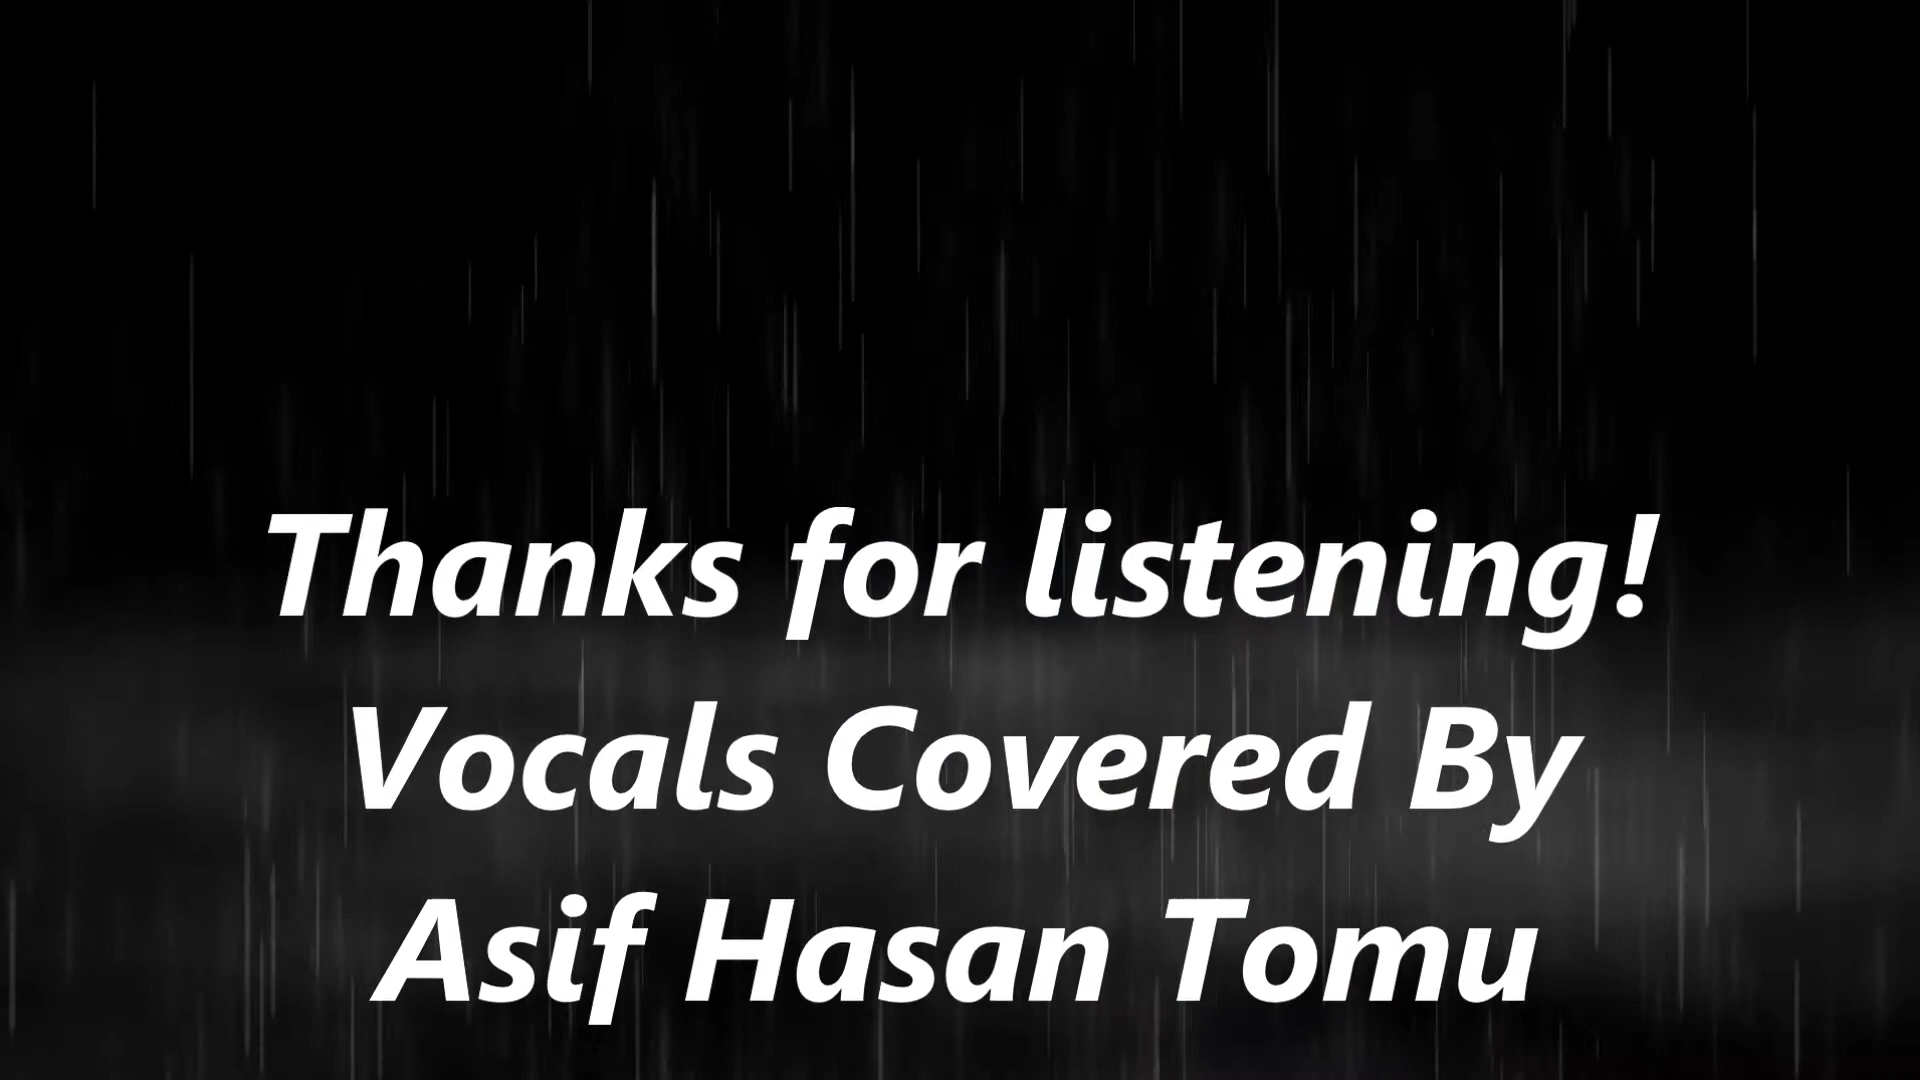 Thanks for listening!
Vocals Covered By
Asif Hasan Tomu